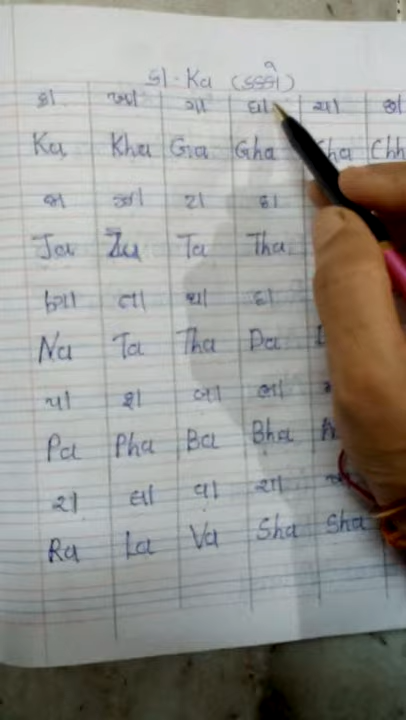 કા - Ka (કક્કો)
કા ખા ગા ઘા ચા છા
Ka Kha Ga Gha Cha Chh
જા ઝા ટા ઠા
Ja Zu Ta Tha
ણા તા થા દા
Na Ta Tha Da
પા ફા બા ભા
Pa Pha Ba Bha
રા લા વા શા
Ra La Va Sha Sha